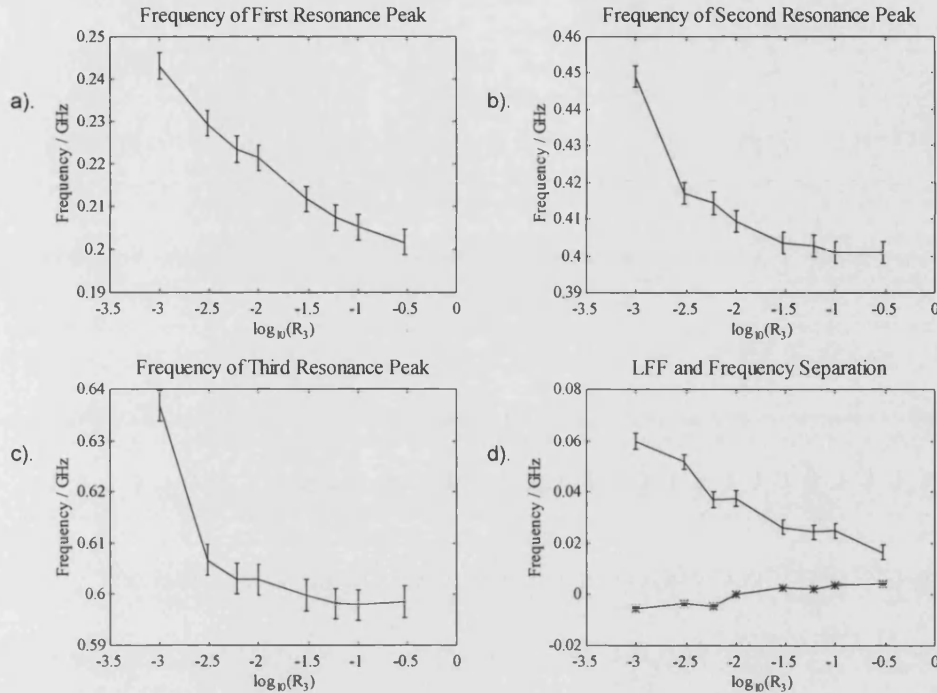 Frequency of First Resonance Peak
a).
Frequency / GHz
0.25
0.24
0.23
0.22
0.21
0.2
0.19
-3.5 -3 -2.5 -2 -1.5 -1 -0.5 0
log10(R3)
Frequency of Second Resonance Peak
b).
Frequency / GHz
0.46
0.45
0.44
0.43
0.42
0.41
0.4
0.39
-3.5 -3 -2.5 -2 -1.5 -1 -0.5 0
log10(R3)
Frequency of Third Resonance Peak
c).
Frequency / GHz
0.64
0.63
0.62
0.61
0.6
0.59
-3.5 -3 -2.5 -2 -1.5 -1 -0.5 0
log10(R3)
LFF and Frequency Separation
d).
Frequency / GHz
0.08
0.06
0.04
0.02
0
-0.02
-3.5 -3 -2.5 -2 -1.5 -1 -0.5 0
log10(R3)